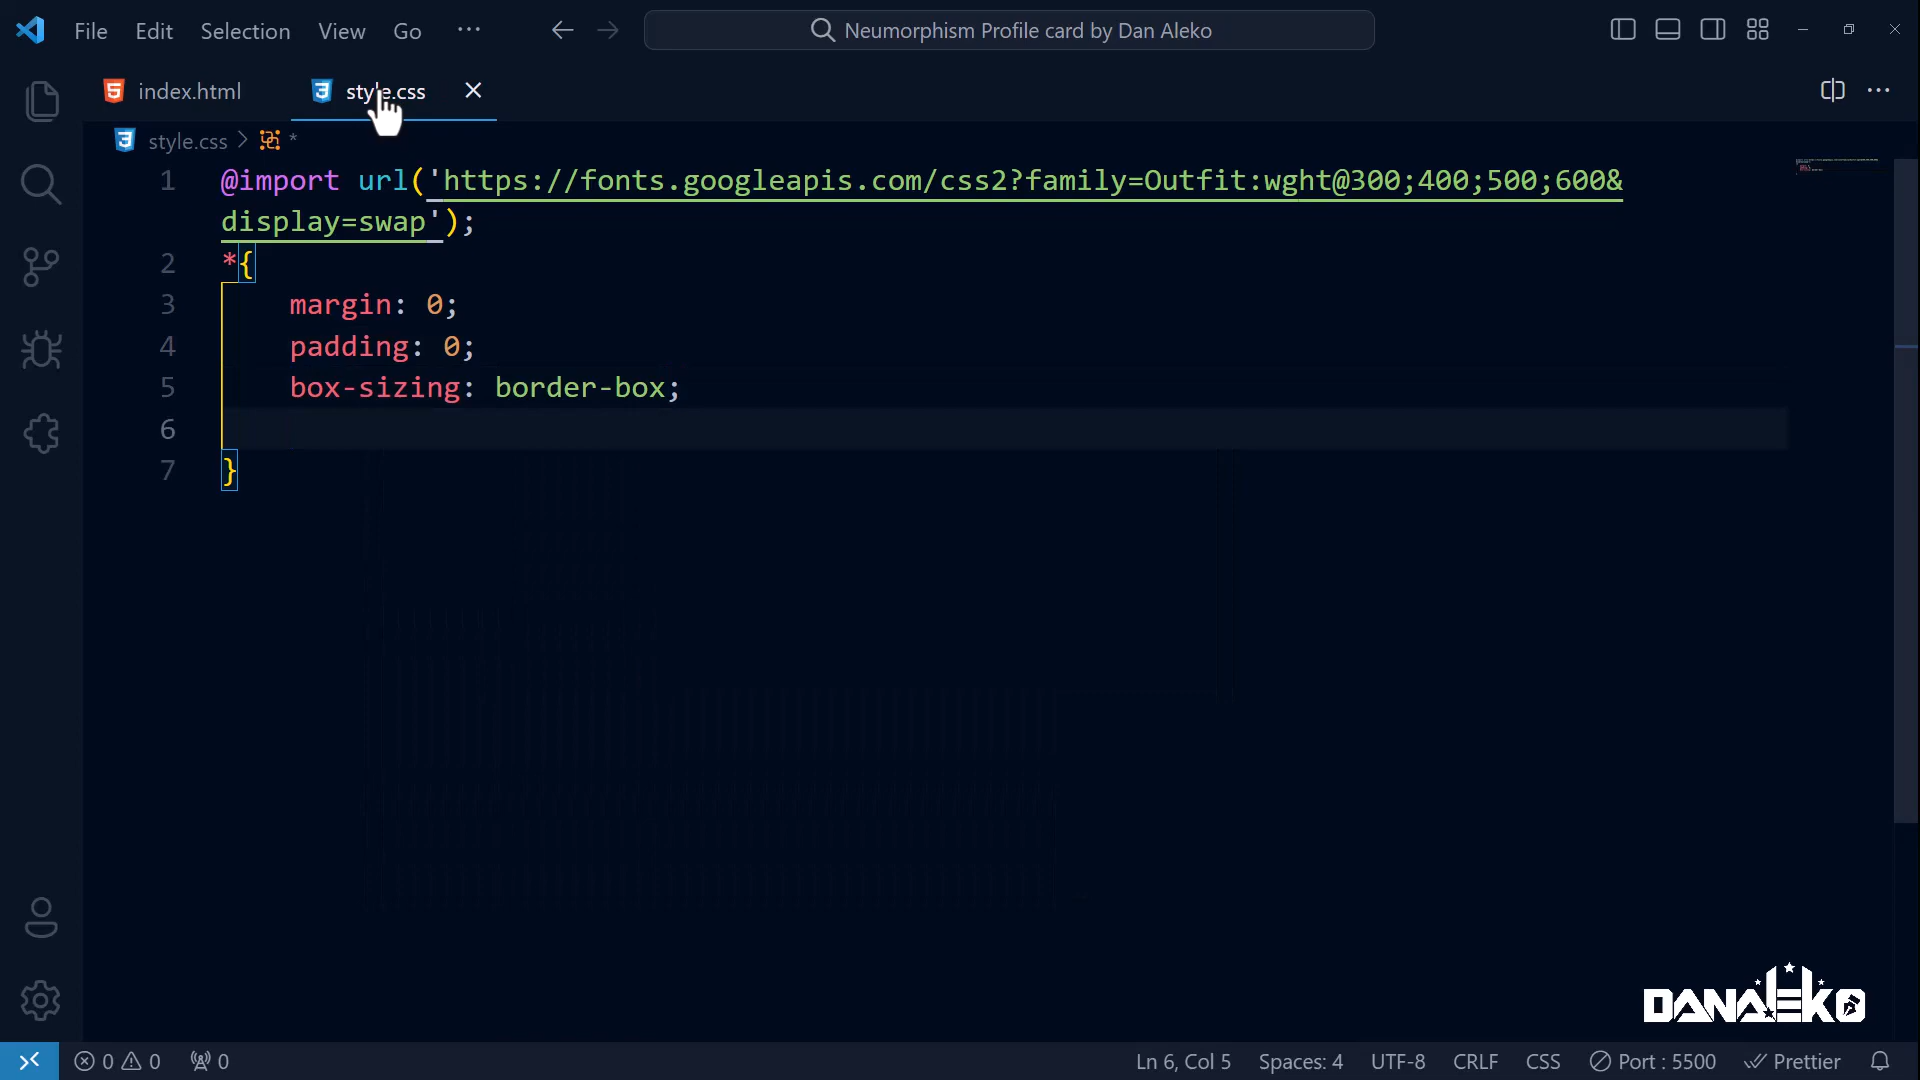 File Edit Selection View Go ··· Neumorphism Profile card by Dan Aleko
index.html style.css
style.css > *
1 @import url('https://fonts.googleapis.com/css2?family=Outfit:wght@300;400;500;600&
display=swap');
2 *{
3 margin: 0;
4 padding: 0;
5 box-sizing: border-box;
6
7 }
DANALEKO
0 0 0 Ln 6, Col 5 Spaces: 4 UTF-8 CRLF CSS Port : 5500 Prettier